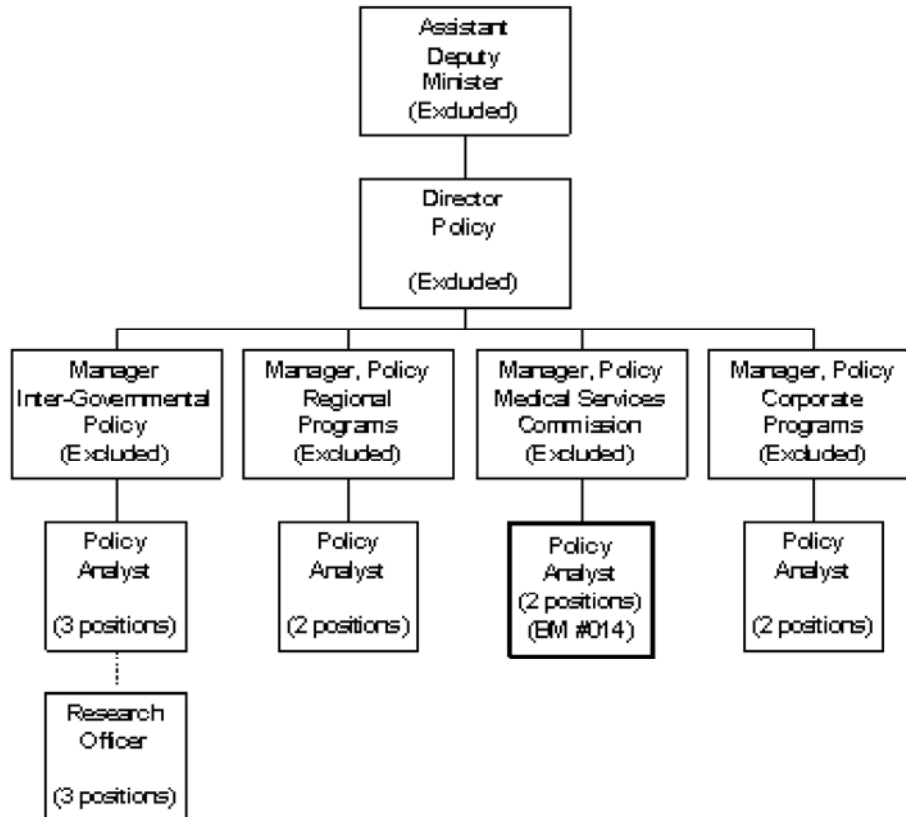 Assistant
Deputy
Minister
(Excluded)
Director
Policy
(Excluded)
Manager
Inter-Governmental
Policy
(Excluded)
Manager, Policy
Regional
Programs
(Excluded)
Manager, Policy
Medical Services
Commission
(Excluded)
Manager, Policy
Corporate
Programs
(Excluded)
Policy
Analyst
(3 positions)
Policy
Analyst
(2 positions)
Policy
Analyst
(2 positions)
(BM #014)
Policy
Analyst
(2 positions)
Research
Officer
(3 positions)